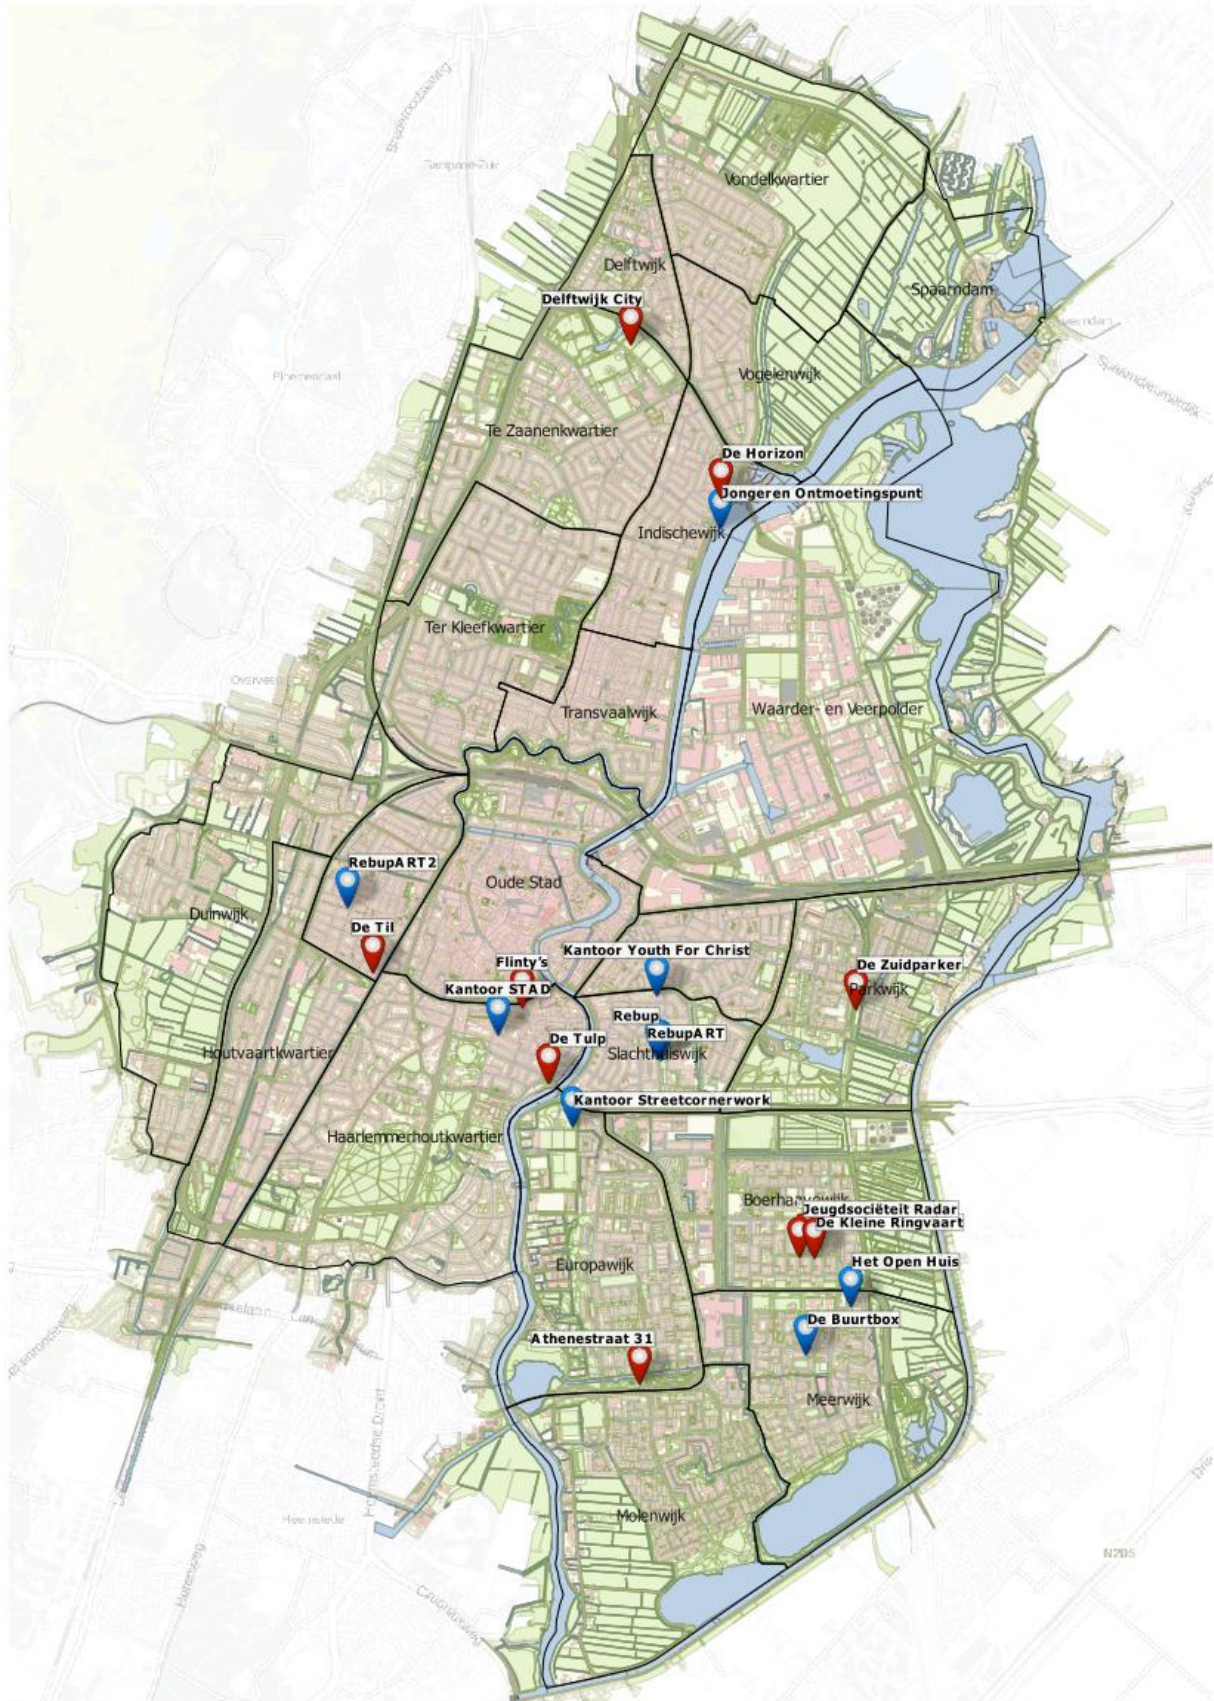 Vondelkwartier
Delftwijk
Spaarndam
Delftwijk City
Vogelenwijk
Te Zaanenkwartier
De Horizon
Jongeren Ontmoetingspunt
Indischewijk
Ter Kleefkwartier
Overveen
Transvaalwijk
Waarder- en Veerpolder
RebupART2
Oude Stad
Duinwijk
De Til
Kantoor Youth For Christ
Flinty's
De Zuidparker
Kantoor STAD
Parkwijk
Rebup
RebupART
De Tulp
Slachthuiswijk
Houtvaartkwartier
Kantoor Streetcornerwork
Haarlemmerhoutkwartier
Boerhaavewijk
Jeugdsociëteit Radar
De Kleine Ringvaart
Het Open Huis
Europawijk
De Buurtbox
Athenestraat 31
Meerwijk
Molenwijk
Heemstede
N205